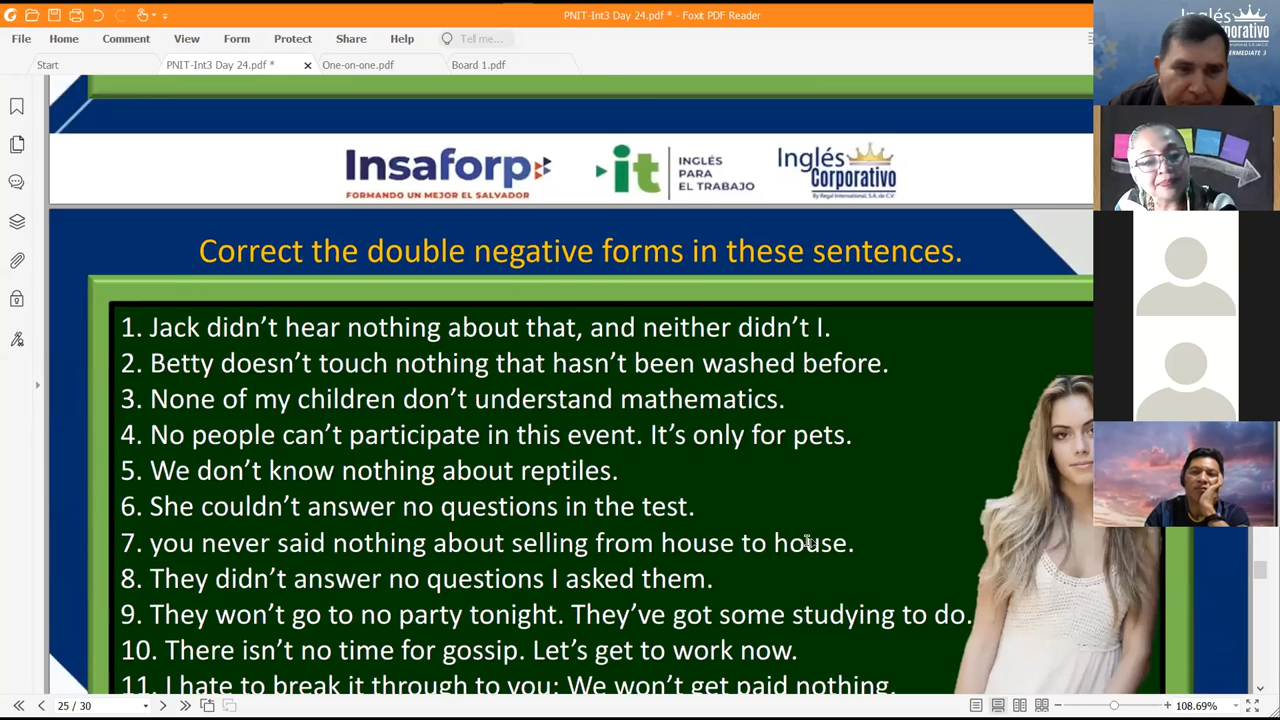 PNIT-Int3 Day 24.pdf * - Foxit PDF Reader
File Home Comment View Form Protect Share Help Tell me...
Start PNIT-Int3 Day 24.pdf * One-on-one.pdf Board 1.pdf
Inglés
Corporativo
INTERMEDIATE 3
Insaforp
FORMANDO UN MEJOR EL SALVADOR
it
INGLÉS
PARA
EL TRABAJO
Inglés
Corporativo
By Regal International, S.A. de C.V.
Correct the double negative forms in these sentences.
1. Jack didn't hear nothing about that, and neither didn't I.
2. Betty doesn't touch nothing that hasn't been washed before.
3. None of my children don't understand mathematics.
4. No people can't participate in this event. It's only for pets.
5. We don't know nothing about reptiles.
6. She couldn't answer no questions in the test.
7. you never said nothing about selling from house to house.
8. They didn't answer no questions I asked them.
9. They won't go to no party tonight. They've got some studying to do.
10. There isn't no time for gossip. Let's get to work now.
11. I hate to break it through to you: We won't get paid nothing.
25 / 30
108.69%